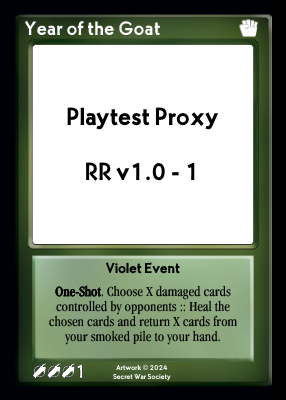 Year of the Goat
Playtest Proxy
RR v1.0 - 1
Violet Event
One-Shot. Choose X damaged cards
controlled by opponents :: Heal the
chosen cards and return X cards from
your smoked pile to your hand.
1
Artwork © 2024
Secret War Society